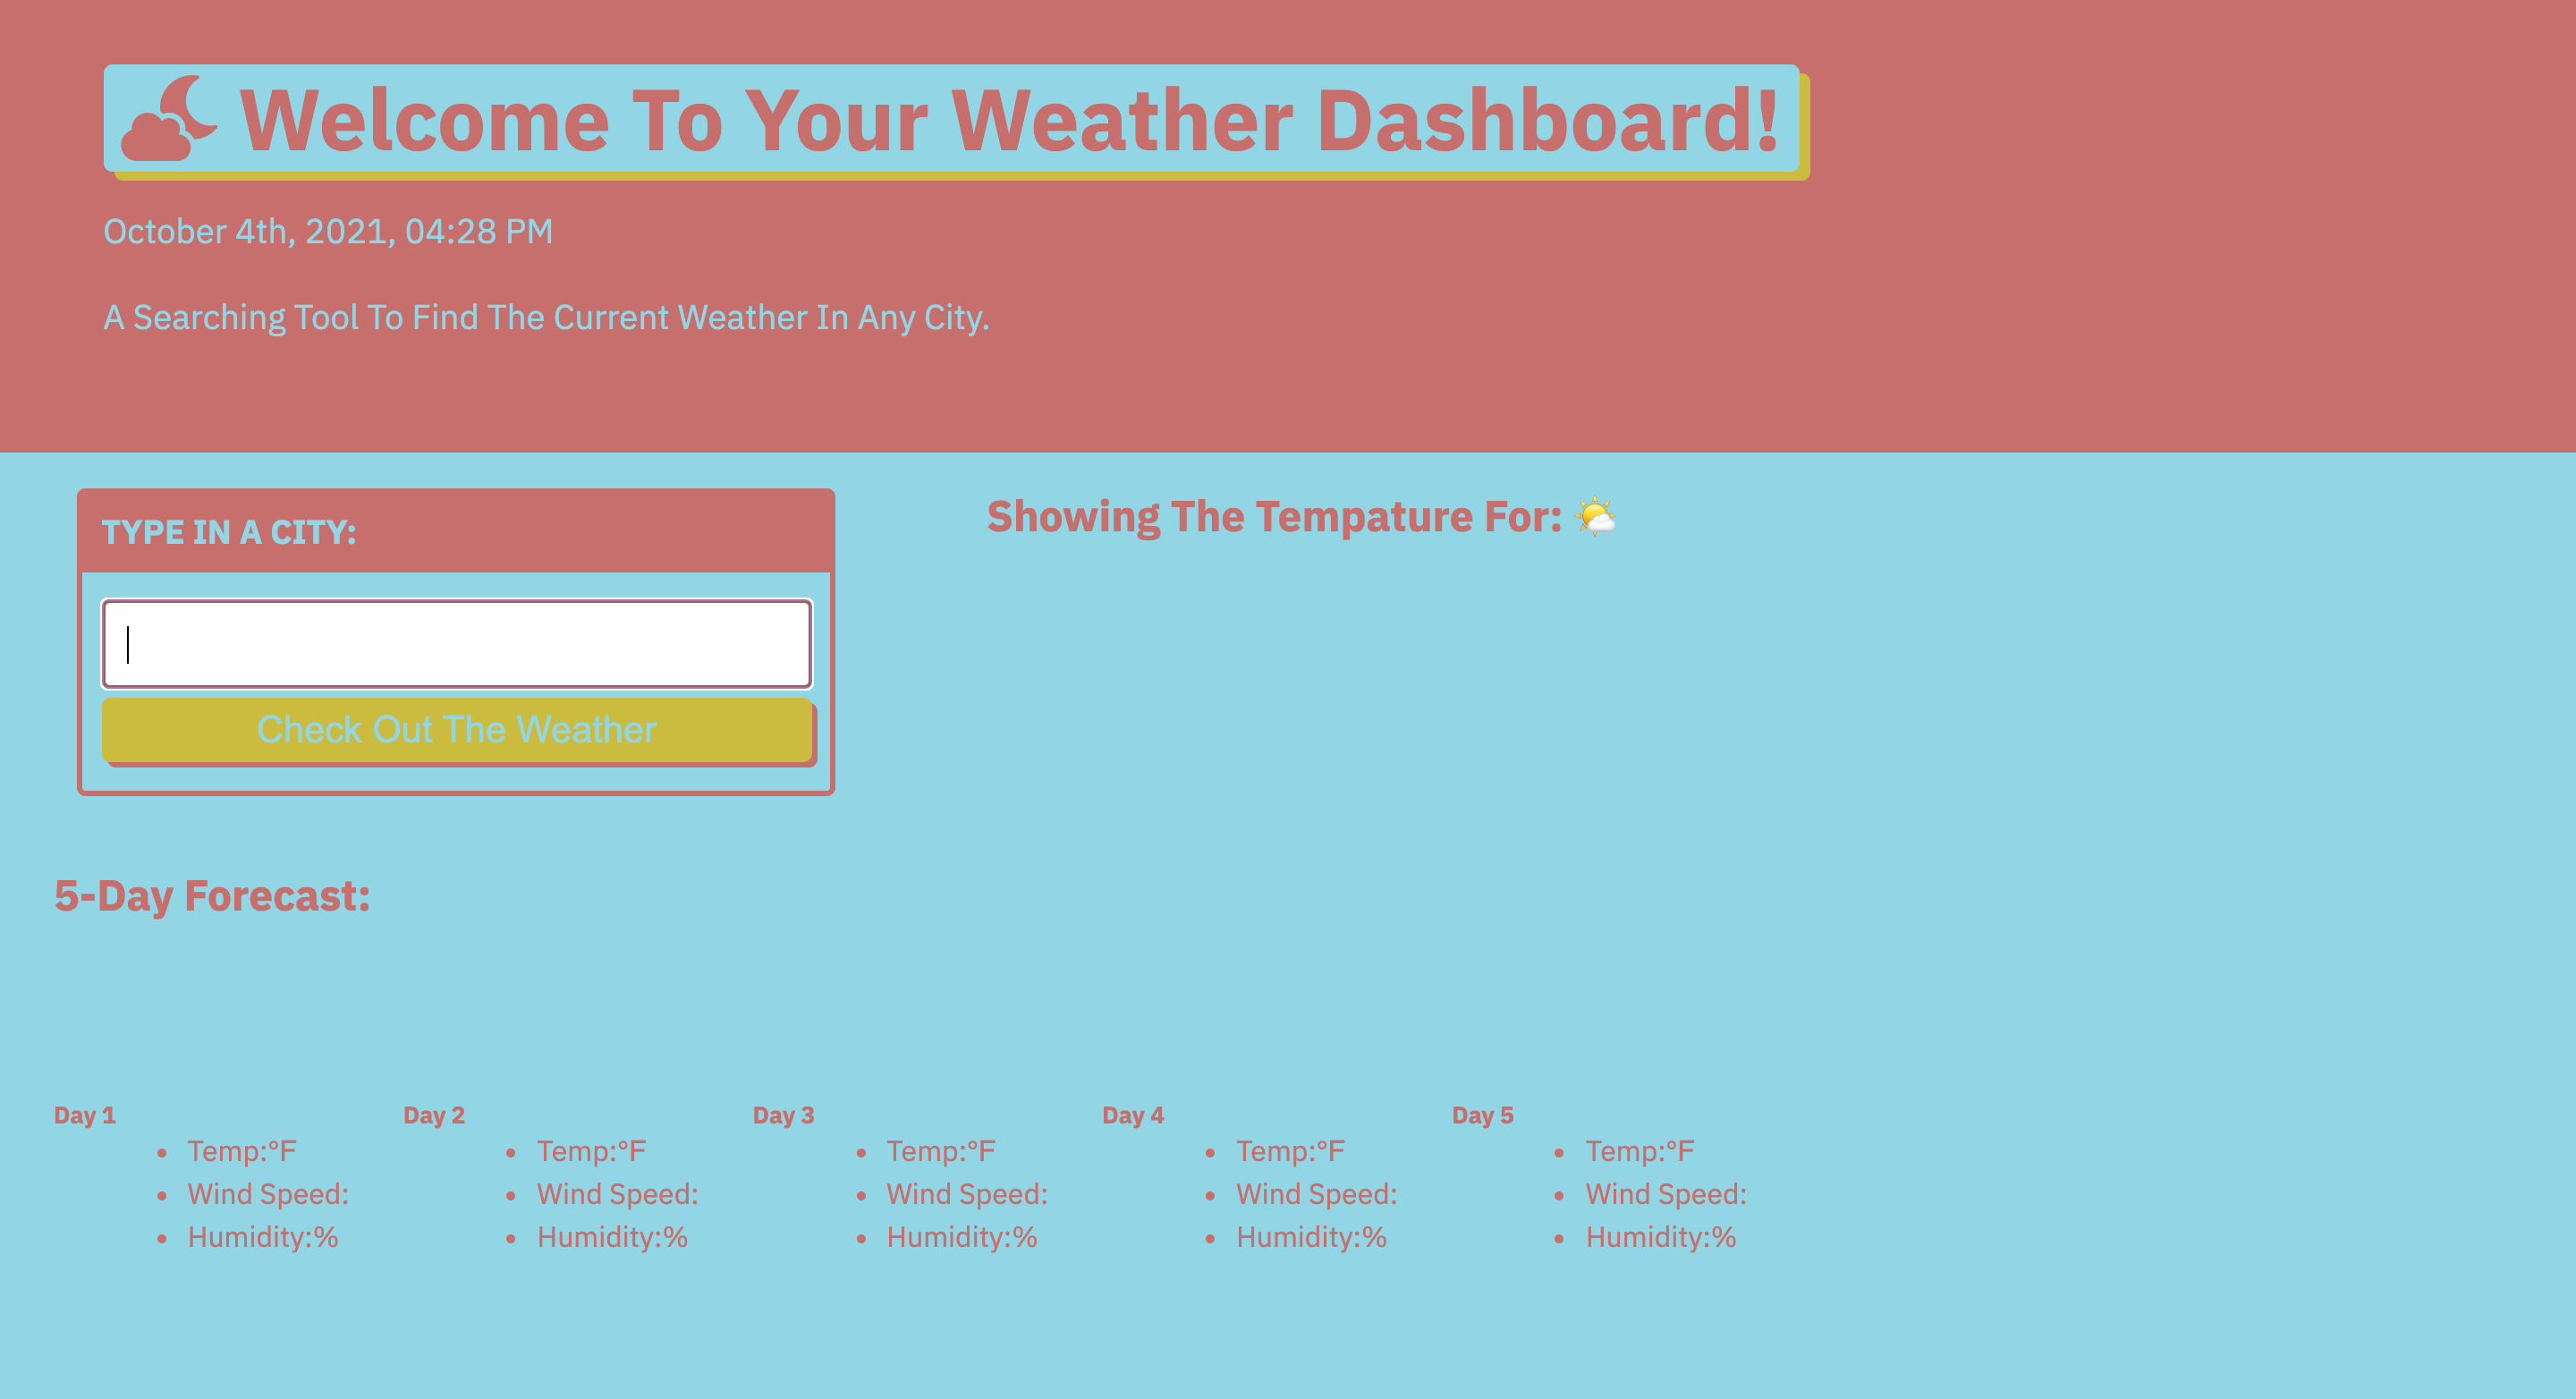 Welcome To Your Weather Dashboard!
October 4th, 2021, 04:28 PM
A Searching Tool To Find The Current Weather In Any City.
TYPE IN A CITY:
Check Out The Weather
Showing The Tempature For:
5-Day Forecast:
Day 1
Temp:°F
Wind Speed:
Humidity:%
Day 2
Temp:°F
Wind Speed:
Humidity:%
Day 3
Temp:°F
Wind Speed:
Humidity:%
Day 4
Temp:°F
Wind Speed:
Humidity:%
Day 5
Temp:°F
Wind Speed:
Humidity:%